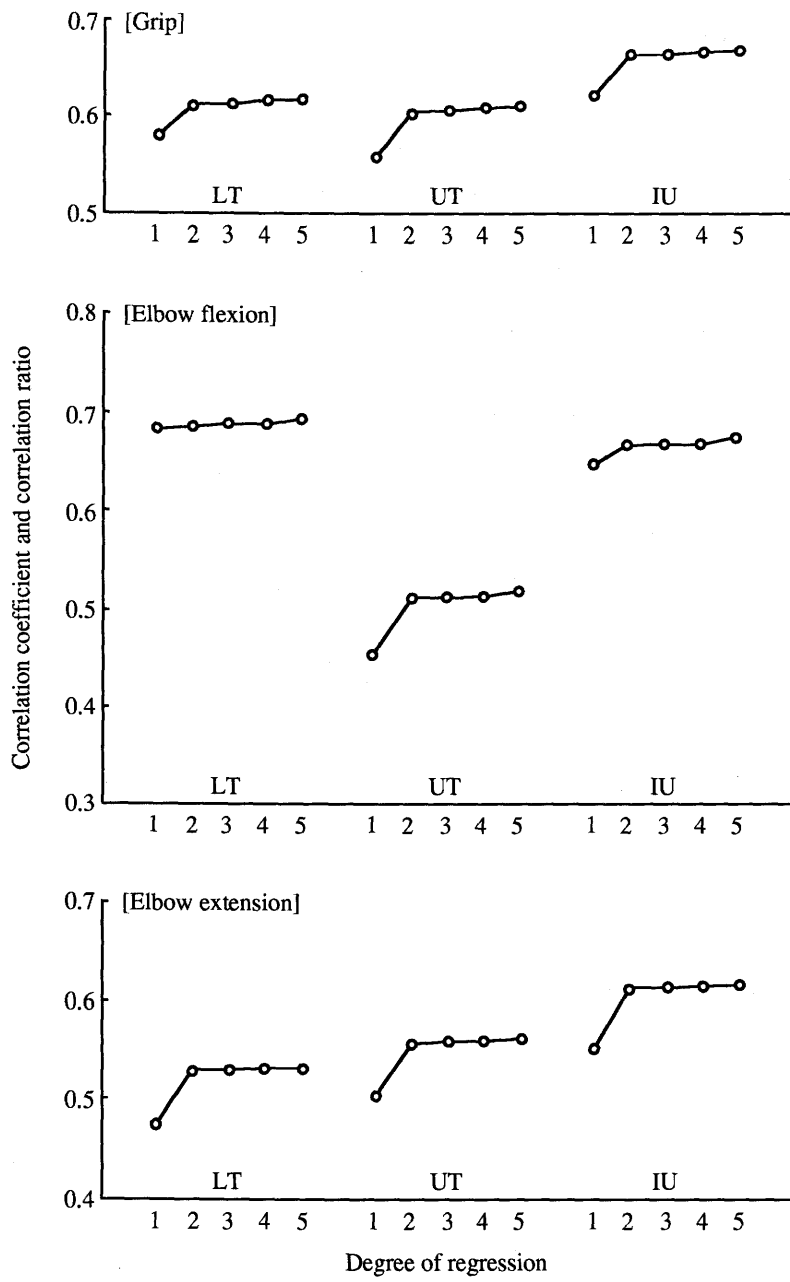 0.7 [Grip]
0.6
LT UT IU
0.5
1 2 3 4 5 1 2 3 4 5 1 2 3 4 5
0.8 [Elbow flexion]
0.7
0.6
0.5
0.4
LT UT IU
0.3
1 2 3 4 5 1 2 3 4 5 1 2 3 4 5
Correlation coefficient and correlation ratio
0.7 [Elbow extension]
0.6
0.5
LT UT IU
0.4
1 2 3 4 5 1 2 3 4 5 1 2 3 4 5
Degree of regression